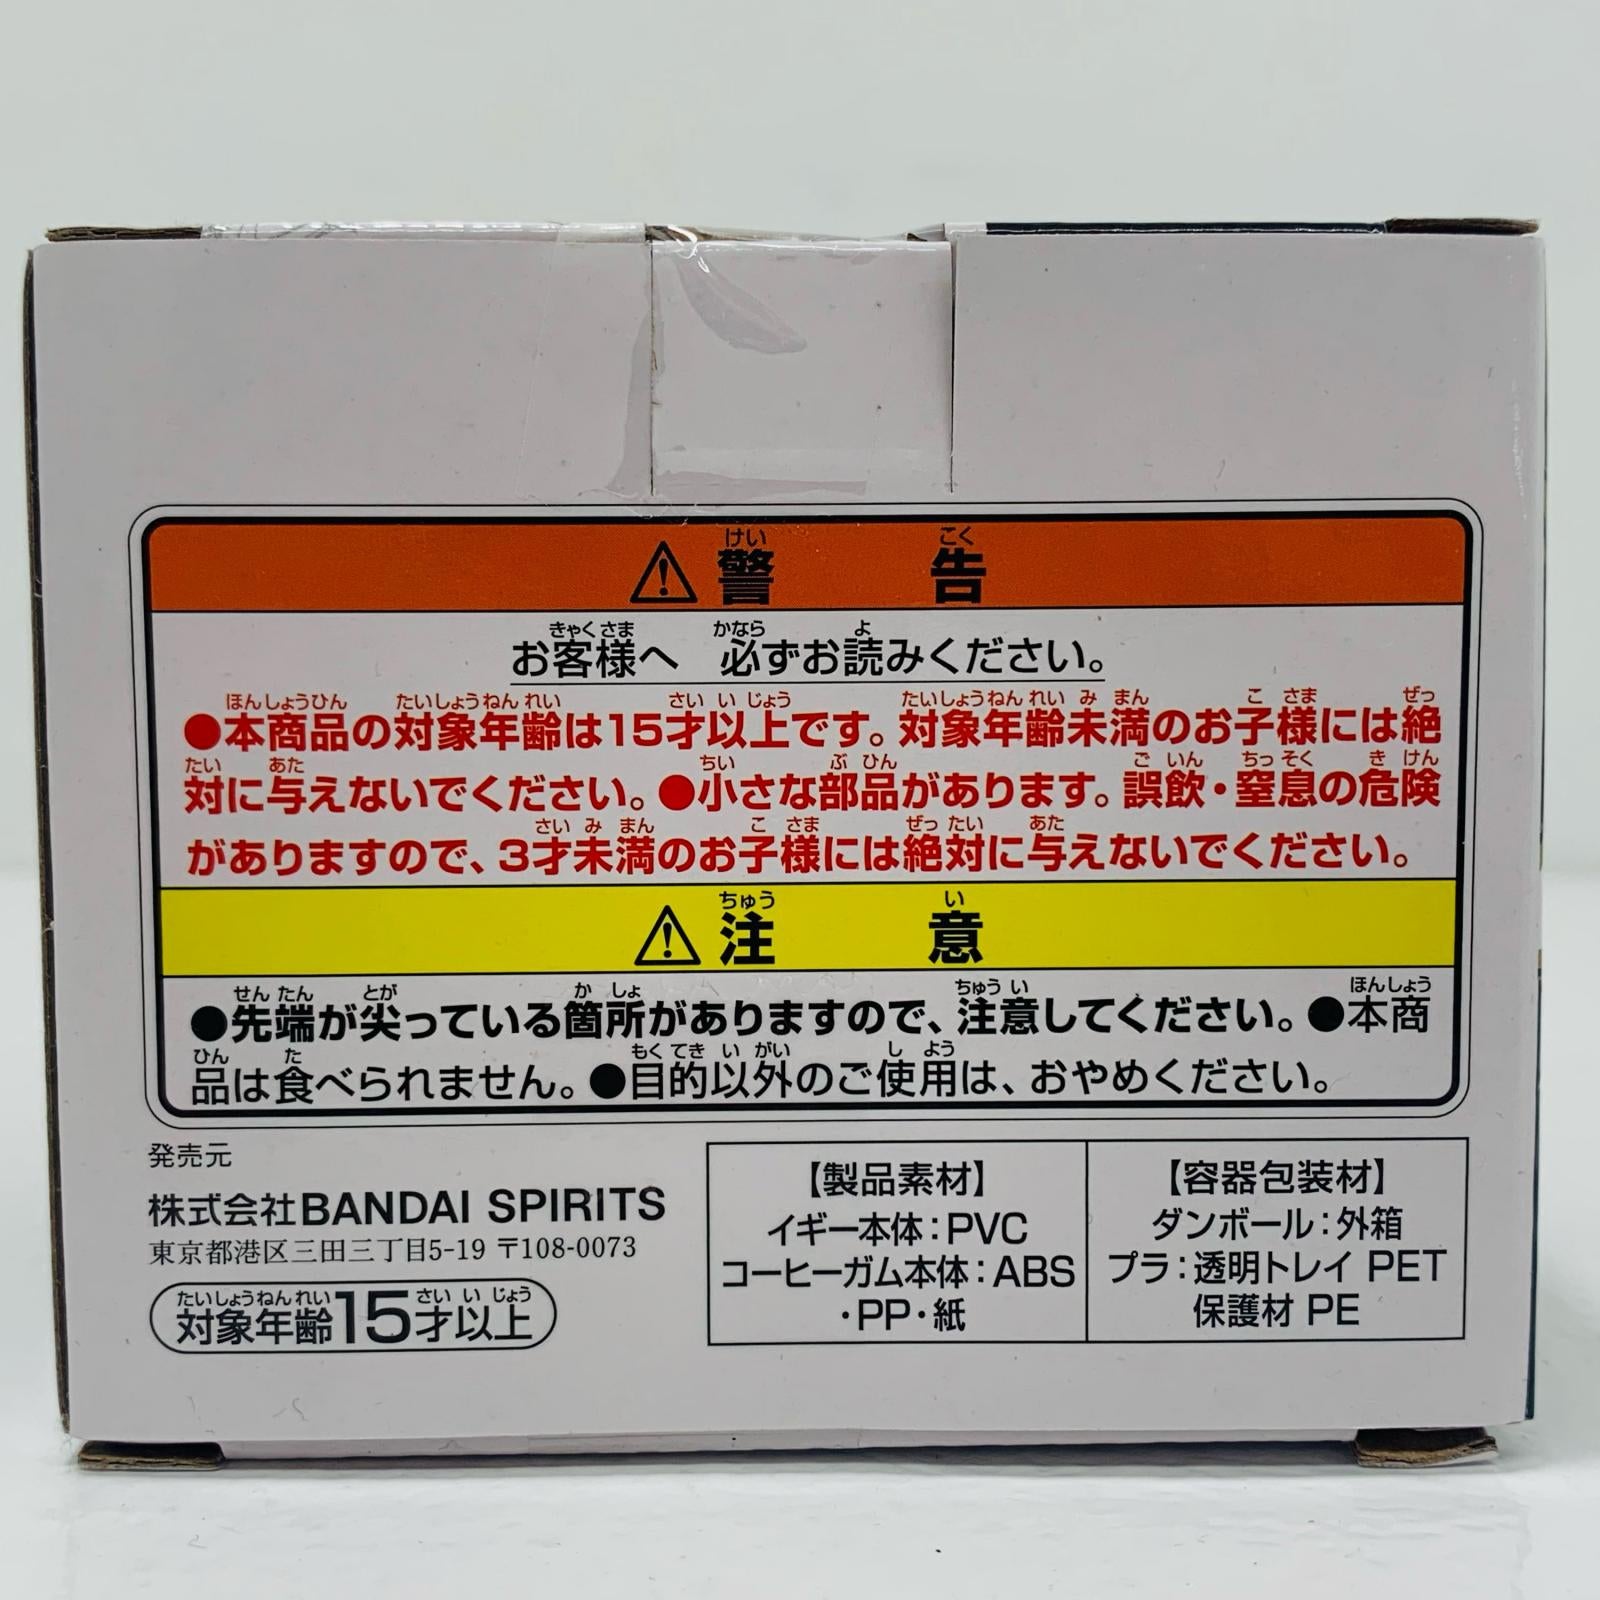 ⚠警告
お客様へ 必ずお読みください。
●本商品の対象年齢は15才以上です。対象年齢未満のお子様には絶
対に与えないでください。●小さな部品があります。誤飲・窒息の危険
がありますので、3才未満のお子様には絶対に与えないでください。
⚠注意
●先端が尖っている箇所がありますので、注意してください。●本商
品は食べられません。●目的以外のご使用は、おやめください。
発売元
株式会社BANDAI SPIRITS
東京都港区三田三丁目5-19 〒108-0073
対象年齢15才以上
【製品素材】
イギー本体:PVC
コーヒーガム本体:ABS
・PP・紙
【容器包装材】
ダンボール:外箱
プラ:透明トレイ PET
保護材 PE